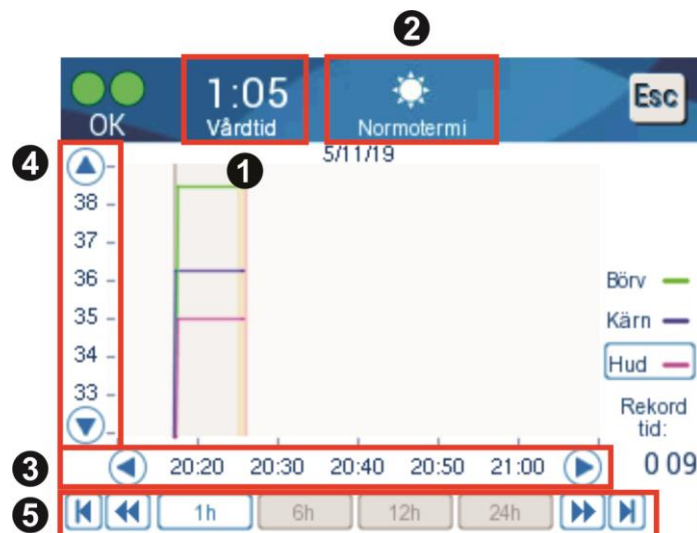 2
OK
1:05
Vårdtid
Normotermi
Esc
5/11/19
4
1
38
37
36
35
34
33
Börv
Kärn
Hud
Rekord
tid:
0 09
3
20:20 20:30 20:40 20:50 21:00
5
1h 6h 12h 24h